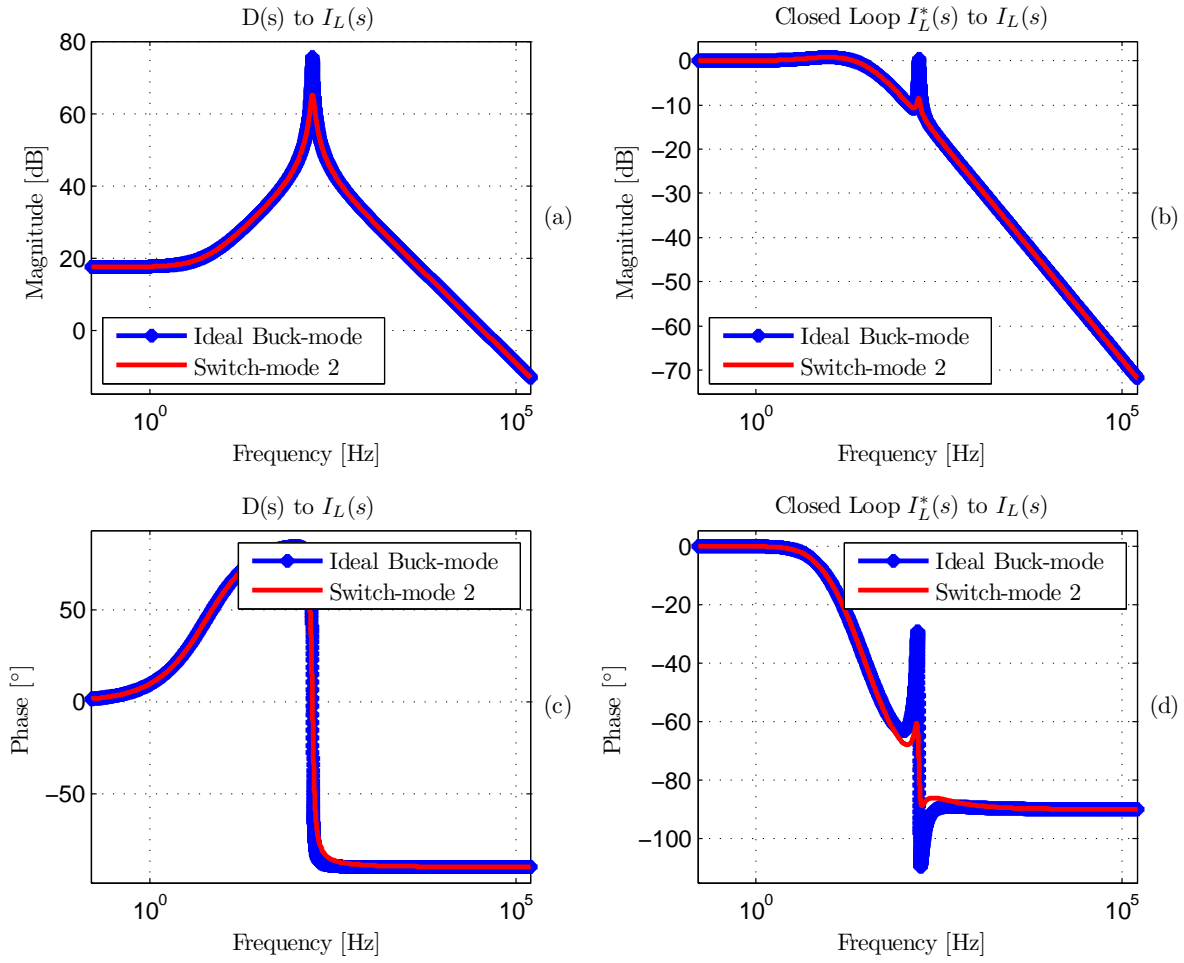 D(s) to I_L(s)
Magnitude [dB]
80
60
40
20
0
Ideal Buck-mode
Switch-mode 2
10^0
10^5
Frequency [Hz]
(a)
Closed Loop I_L^*(s) to I_L(s)
Magnitude [dB]
0
−10
−20
−30
−40
−50
−60
−70
Ideal Buck-mode
Switch-mode 2
10^0
10^5
Frequency [Hz]
(b)
D(s) to I_L(s)
Phase [°]
50
0
−50
Ideal Buck-mode
Switch-mode 2
10^0
10^5
Frequency [Hz]
(c)
Closed Loop I_L^*(s) to I_L(s)
Phase [°]
0
−20
−40
−60
−80
−100
Ideal Buck-mode
Switch-mode 2
10^0
10^5
Frequency [Hz]
(d)